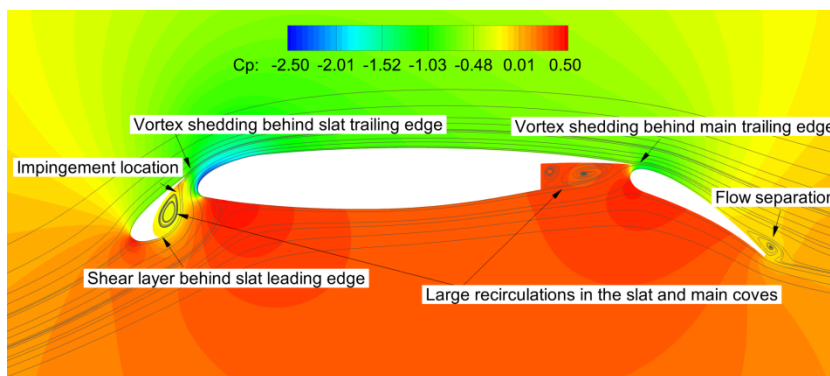 Cp: -2.50 -2.01 -1.52 -1.03 -0.48 0.01 0.50
Vortex shedding behind slat trailing edge
Vortex shedding behind main trailing edge
Impingement location
Flow separation
Shear layer behind slat leading edge
Large recirculations in the slat and main coves